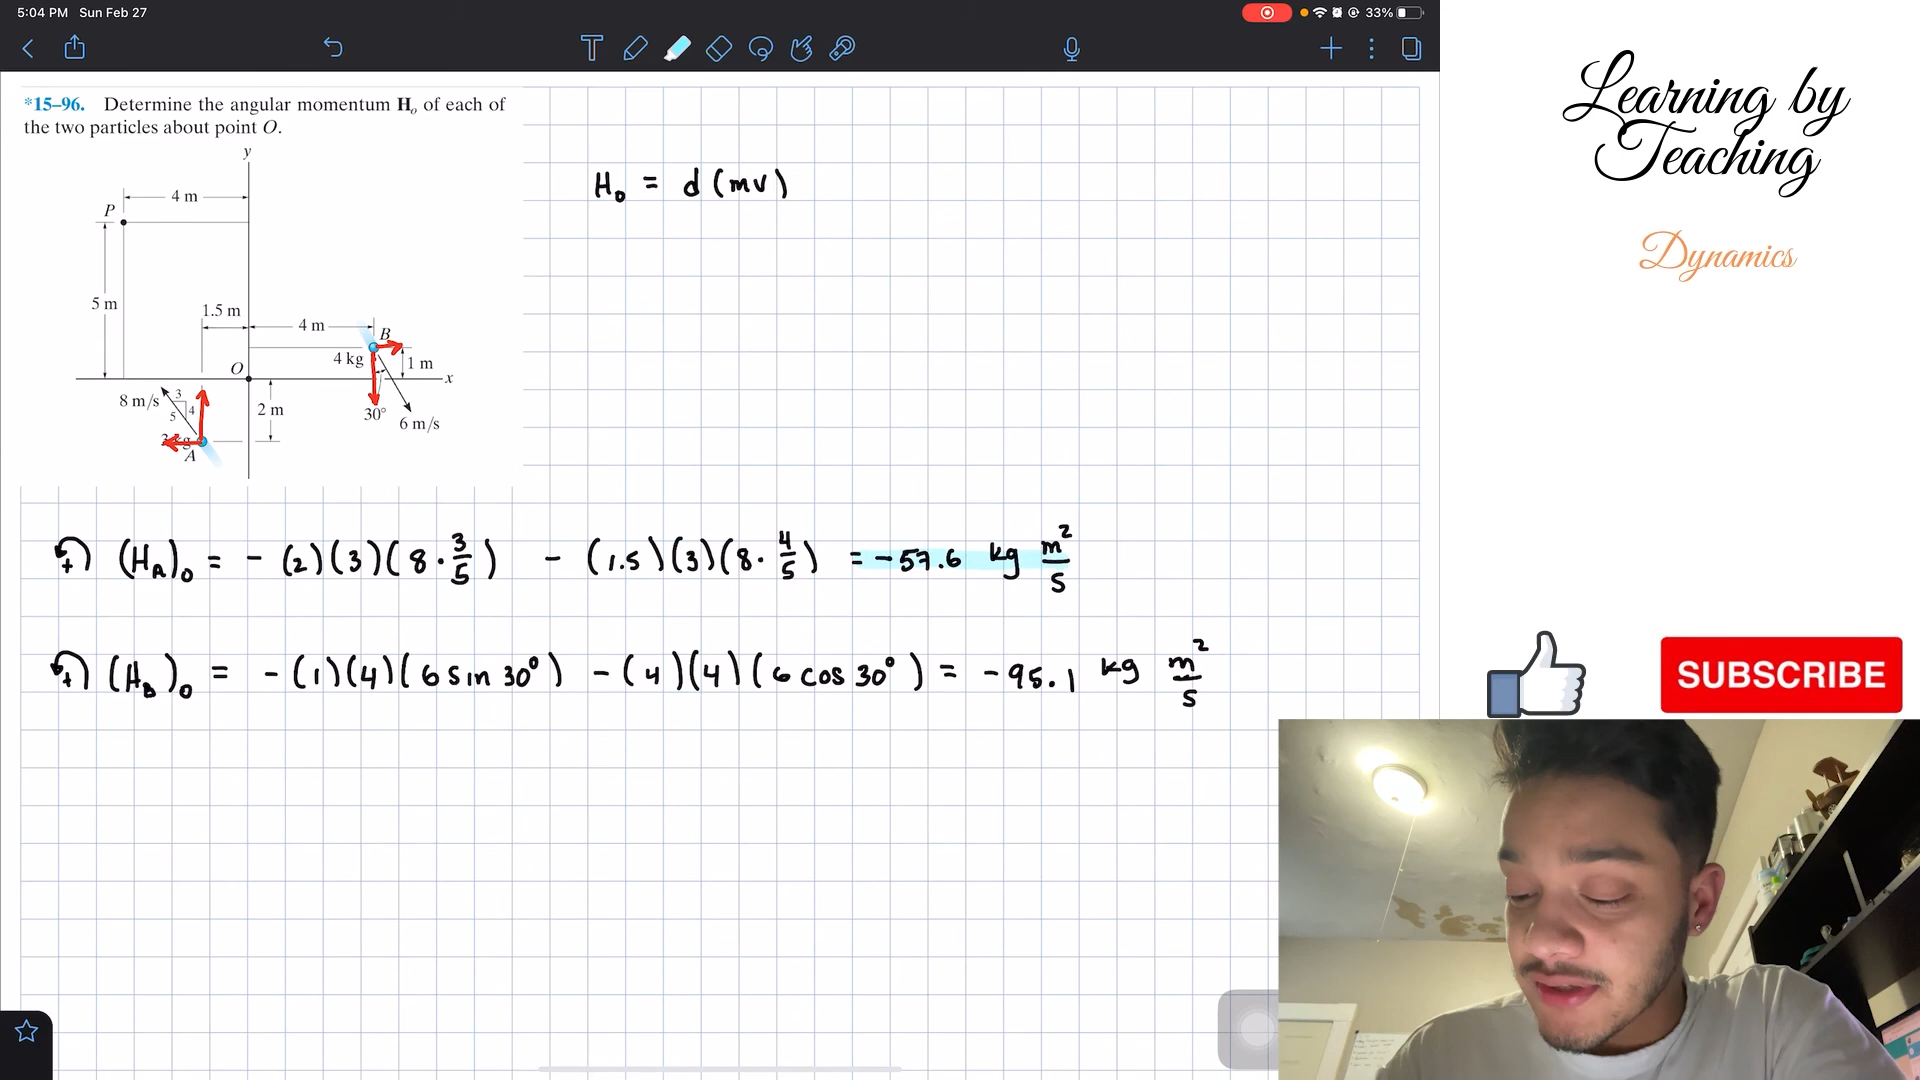 5:04 PM Sun Feb 27
33%
*15–96. Determine the angular momentum H_o of each of
the two particles about point O.
y
4 m
P
5 m
1.5 m
4 m
B
4 kg
1 m
O
x
8 m/s
3
4
5
2 m
30°
6 m/s
A
H_o = d (mv)
+) (H_A)_o = - (2)(3)(8 · 3/5) - (1.5)(3)(8 · 4/5) = -57.6 kg m²/s
+) (H_B)_o = - (1)(4)(6 sin 30°) - (4)(4)(6 cos 30°) = -95.1 kg m²/s
Learning by
Teaching
Dynamics
SUBSCRIBE